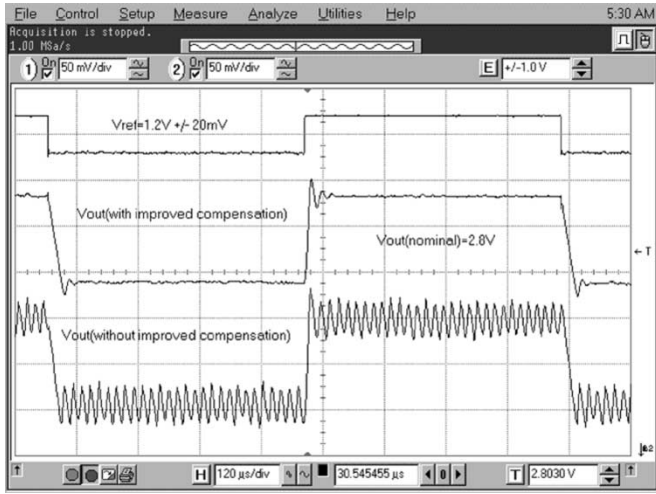 File Control Setup Measure Analyze Utilities Help 5:30 AM
Acquisition is stopped.
1.00 MSa/s
1 On 50 mV/div 2 On 50 mV/div E +/-1.0 V
Vref=1.2V +/- 20mV
Vout(with improved compensation)
Vout(nominal)=2.8V
T
Vout(without improved compensation)
H 120 µs/div 30.545455 µs 0 T 2.8030 V